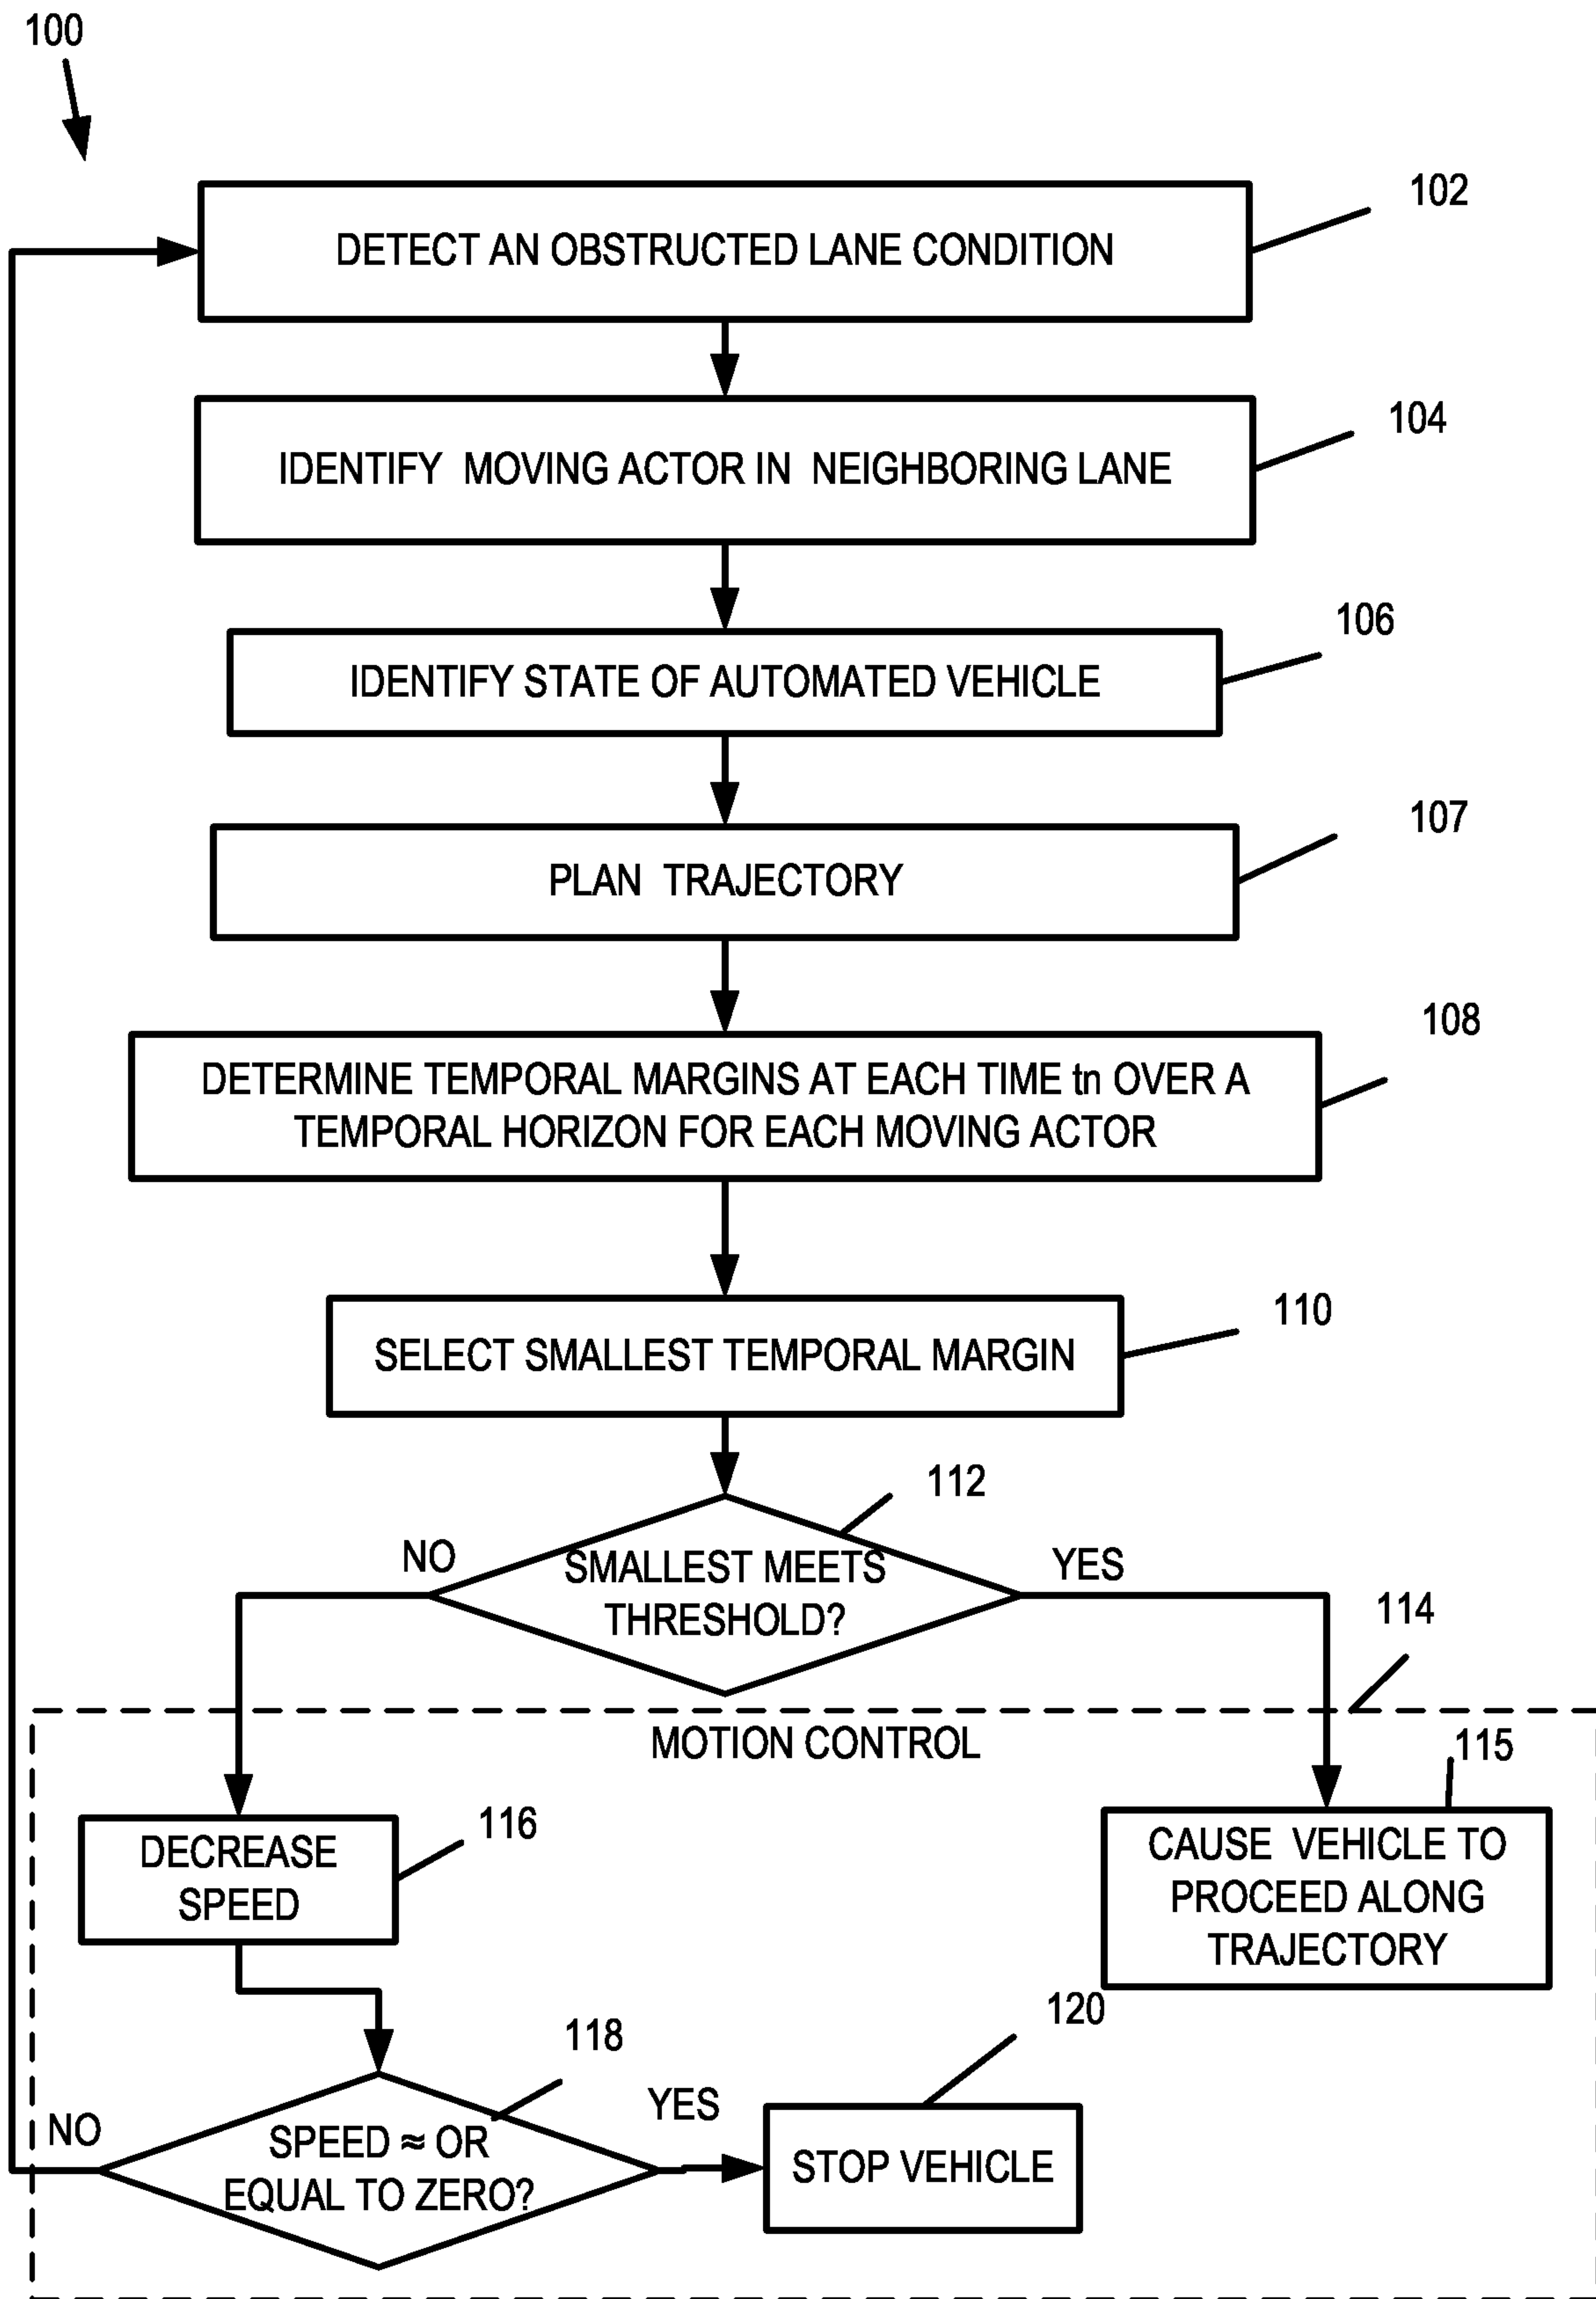 100
102
DETECT AN OBSTRUCTED LANE CONDITION
104
IDENTIFY MOVING ACTOR IN NEIGHBORING LANE
106
IDENTIFY STATE OF AUTOMATED VEHICLE
107
PLAN TRAJECTORY
108
DETERMINE TEMPORAL MARGINS AT EACH TIME tn OVER A
TEMPORAL HORIZON FOR EACH MOVING ACTOR
110
SELECT SMALLEST TEMPORAL MARGIN
112
NO
SMALLEST MEETS
THRESHOLD?
YES
114
MOTION CONTROL
115
116
DECREASE
SPEED
CAUSE VEHICLE TO
PROCEED ALONG
TRAJECTORY
118
120
NO
SPEED ≈ OR
EQUAL TO ZERO?
YES
STOP VEHICLE